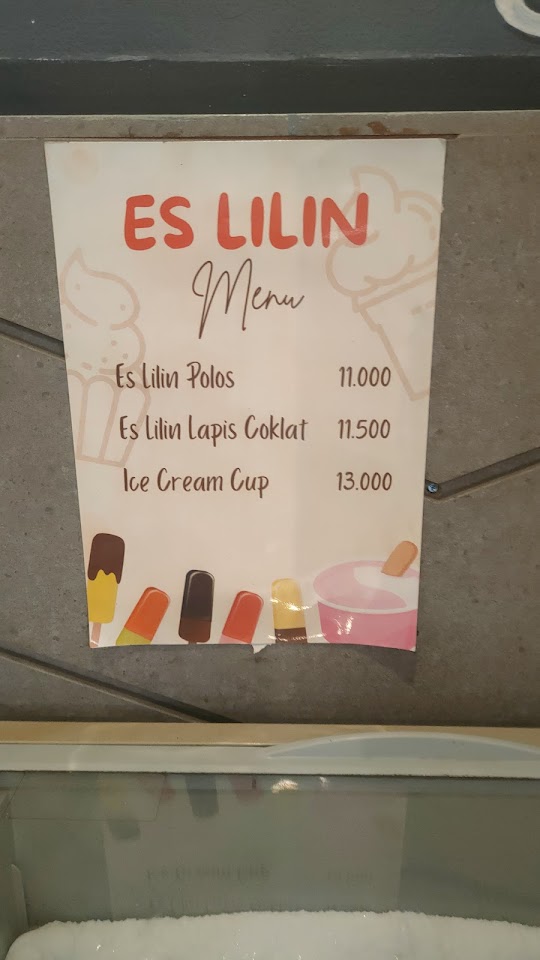 ES LILIN
Menu
Es Lilin Polos 11.000
Es Lilin Lapis Coklat 11.500
Ice Cream Cup 13.000